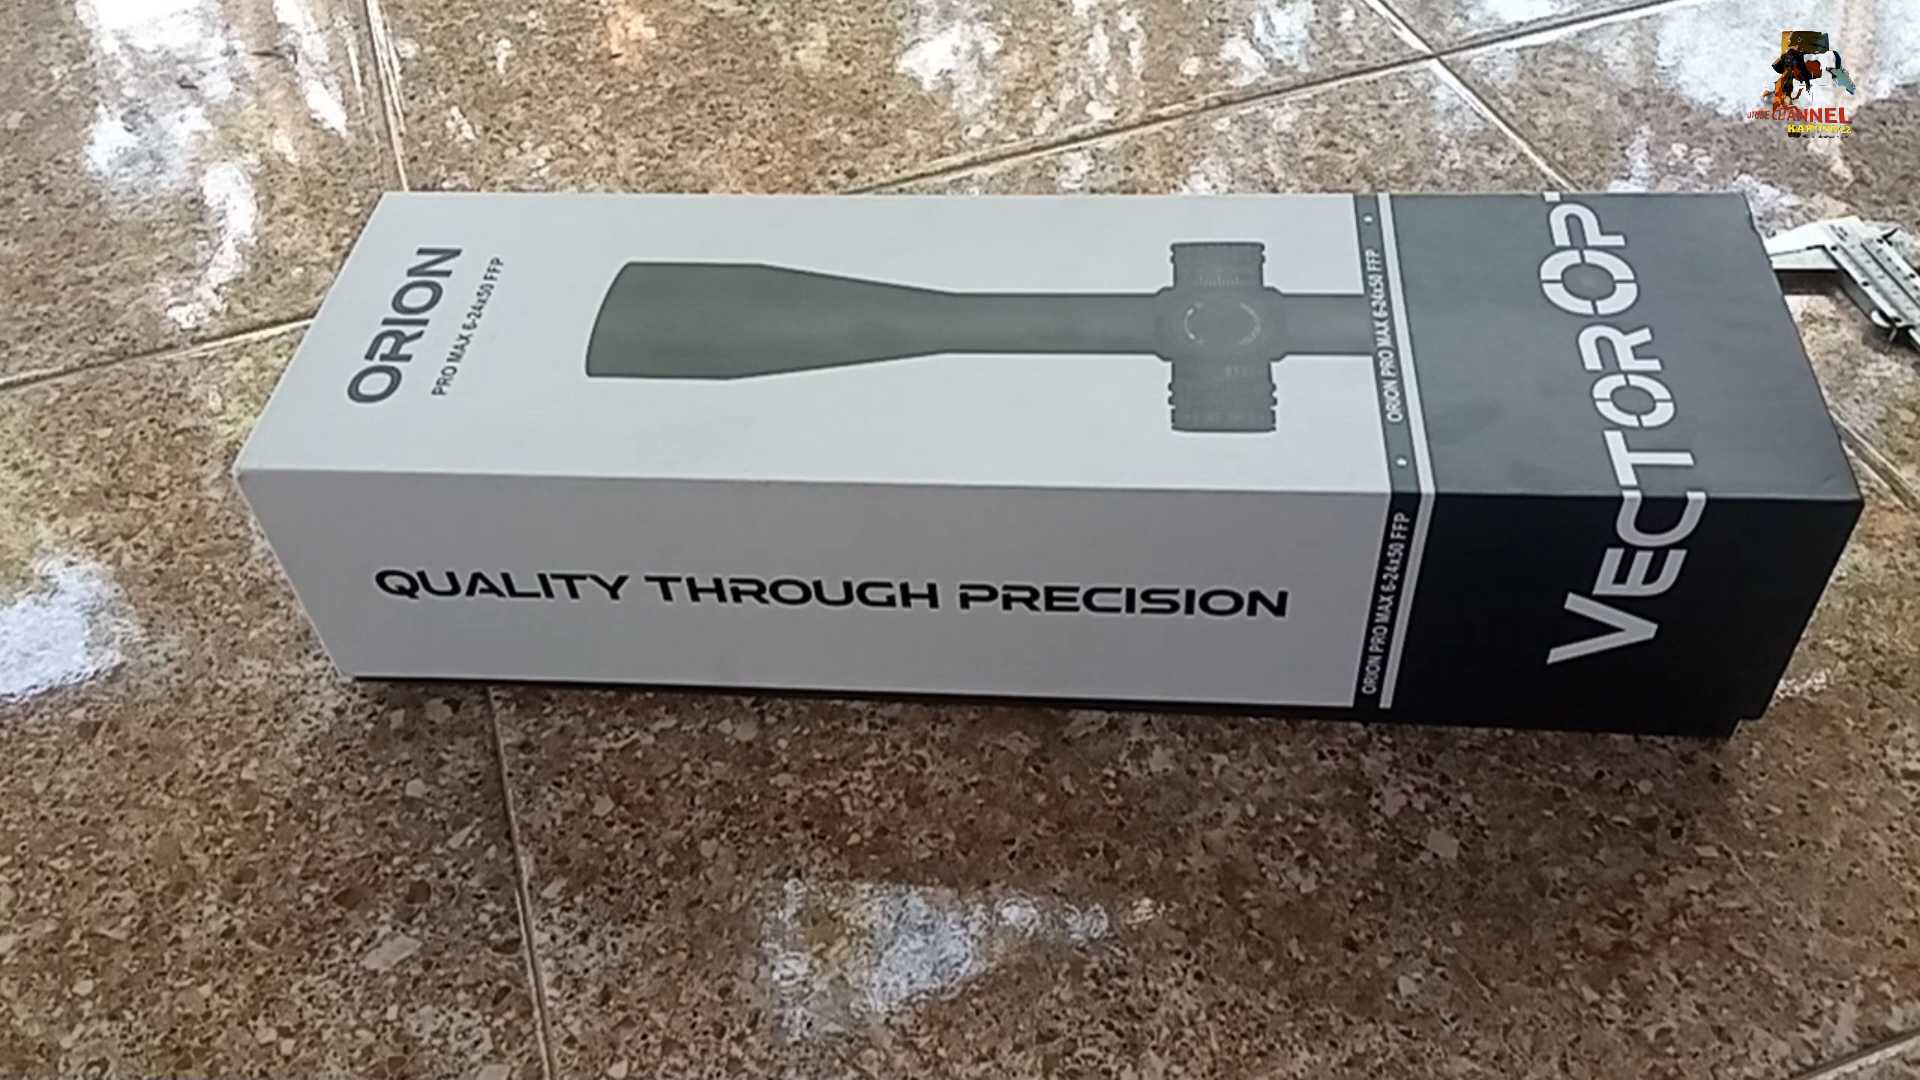 ORION
PRO MAX 6-24x50 FFP
QUALITY THROUGH PRECISION
ORION PRO MAX 6-24x50 FFP
ORION PRO MAX 6-24x50 FFP
VECTOROP
CHANNEL